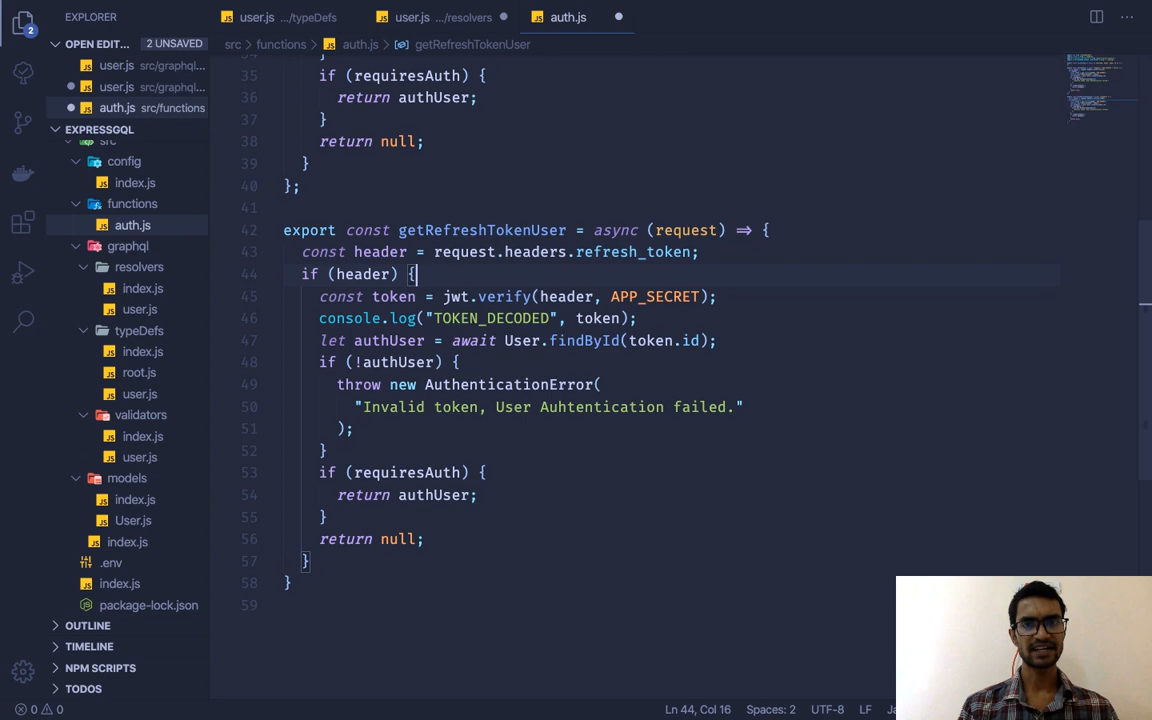 EXPLORER
user.js .../typeDefs
user.js .../resolvers
auth.js
OPEN EDIT... 2 UNSAVED
src › functions › auth.js › getRefreshTokenUser
user.js src/graphql...
user.js src/graphql...
auth.js src/functions
EXPRESSGQL
src
config
index.js
functions
auth.js
graphql
resolvers
index.js
user.js
typeDefs
index.js
root.js
user.js
validators
index.js
user.js
models
index.js
User.js
index.js
.env
index.js
package-lock.json
OUTLINE
TIMELINE
NPM SCRIPTS
TODOS
2
34 }
35 if (requiresAuth) {
36 return authUser;
37 }
38 return null;
39 }
40 };
41
42 export const getRefreshTokenUser = async (request) => {
43 const header = request.headers.refresh_token;
44 if (header) {
45 const token = jwt.verify(header, APP_SECRET);
46 console.log("TOKEN_DECODED", token);
47 let authUser = await User.findById(token.id);
48 if (!authUser) {
49 throw new AuthenticationError(
50 "Invalid token, User Auhtentication failed."
51 );
52 }
53 if (requiresAuth) {
54 return authUser;
55 }
56 return null;
57 }
58 }
59
0 0
Ln 44, Col 16 Spaces: 2 UTF-8 LF